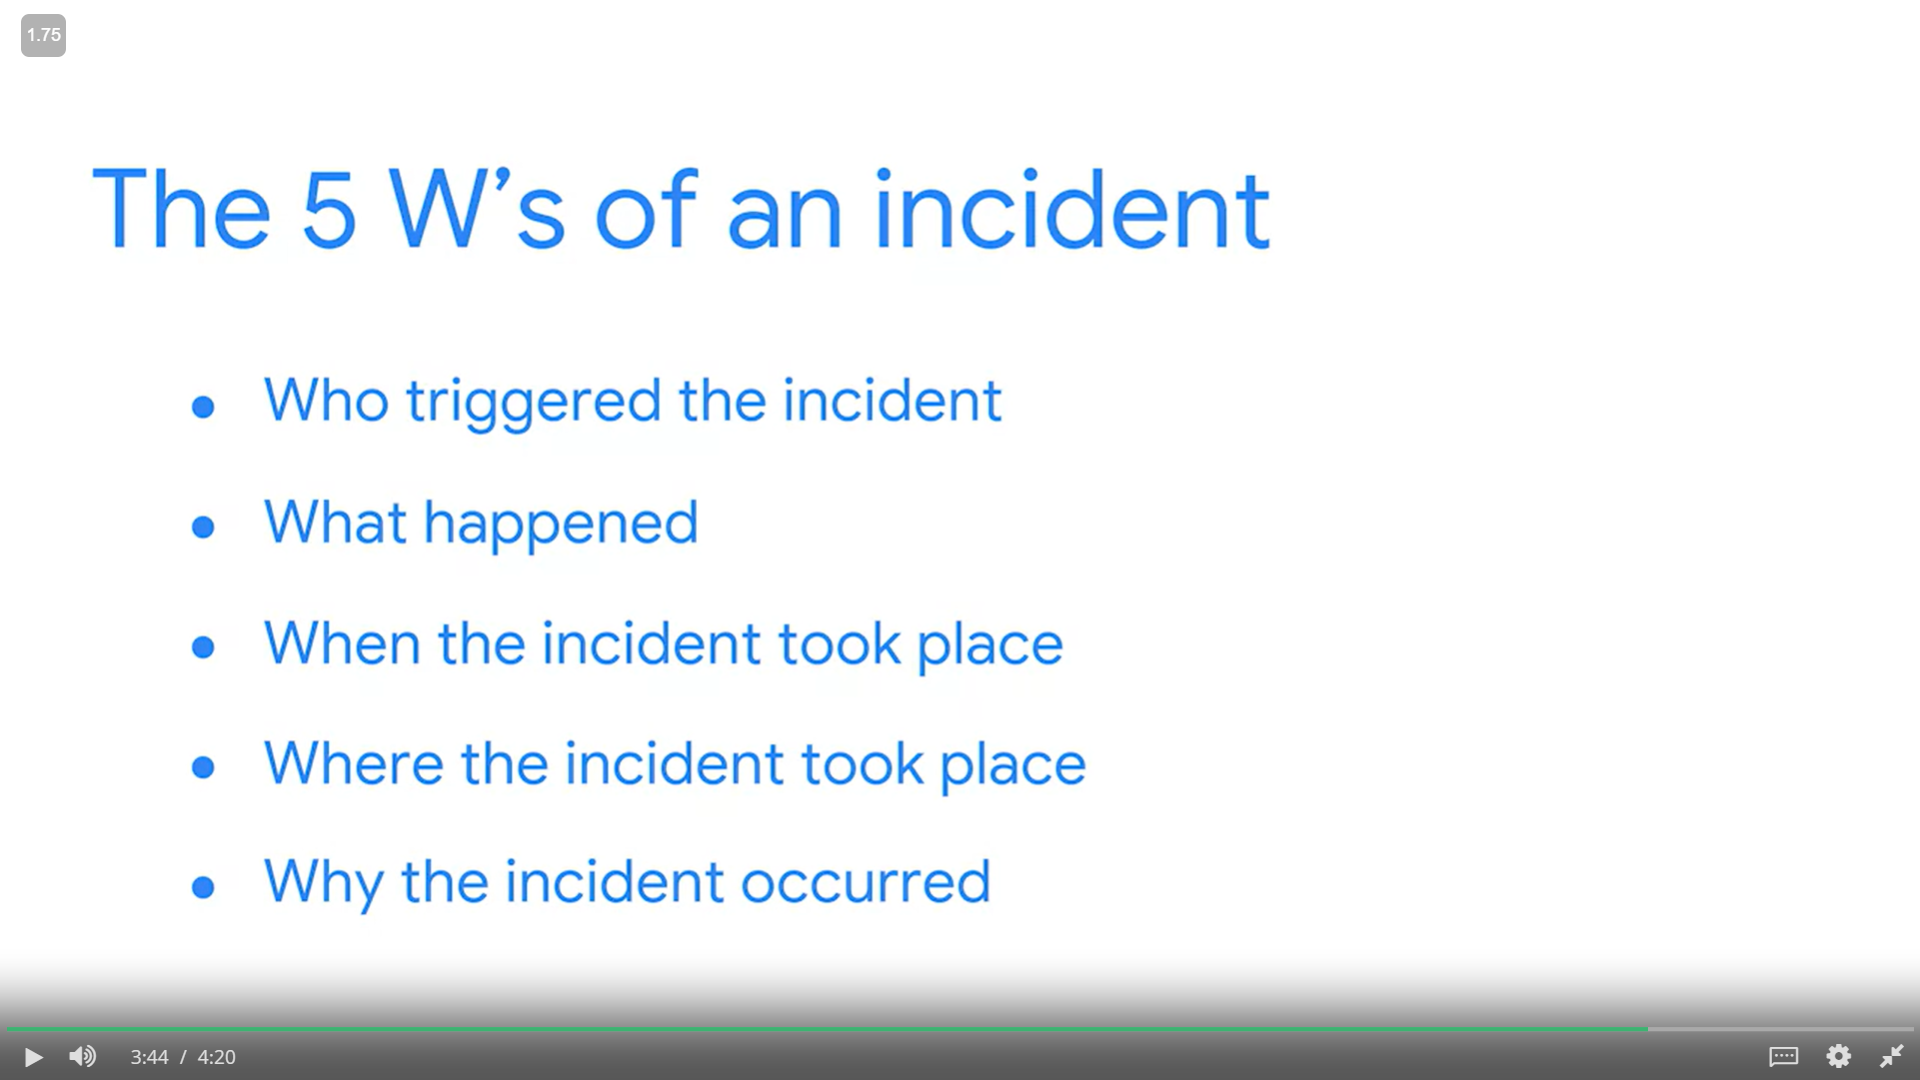 1.75
The 5 W’s of an incident
● Who triggered the incident
● What happened
● When the incident took place
● Where the incident took place
● Why the incident occurred
3:44 / 4:20